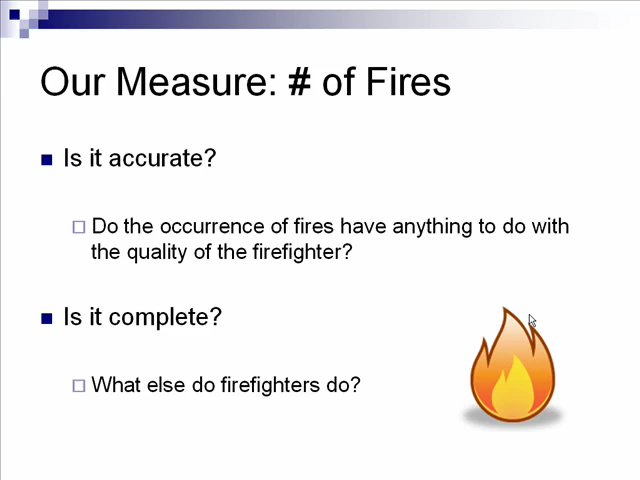 Our Measure: # of Fires
Is it accurate?
Do the occurrence of fires have anything to do with
the quality of the firefighter?
Is it complete?
What else do firefighters do?